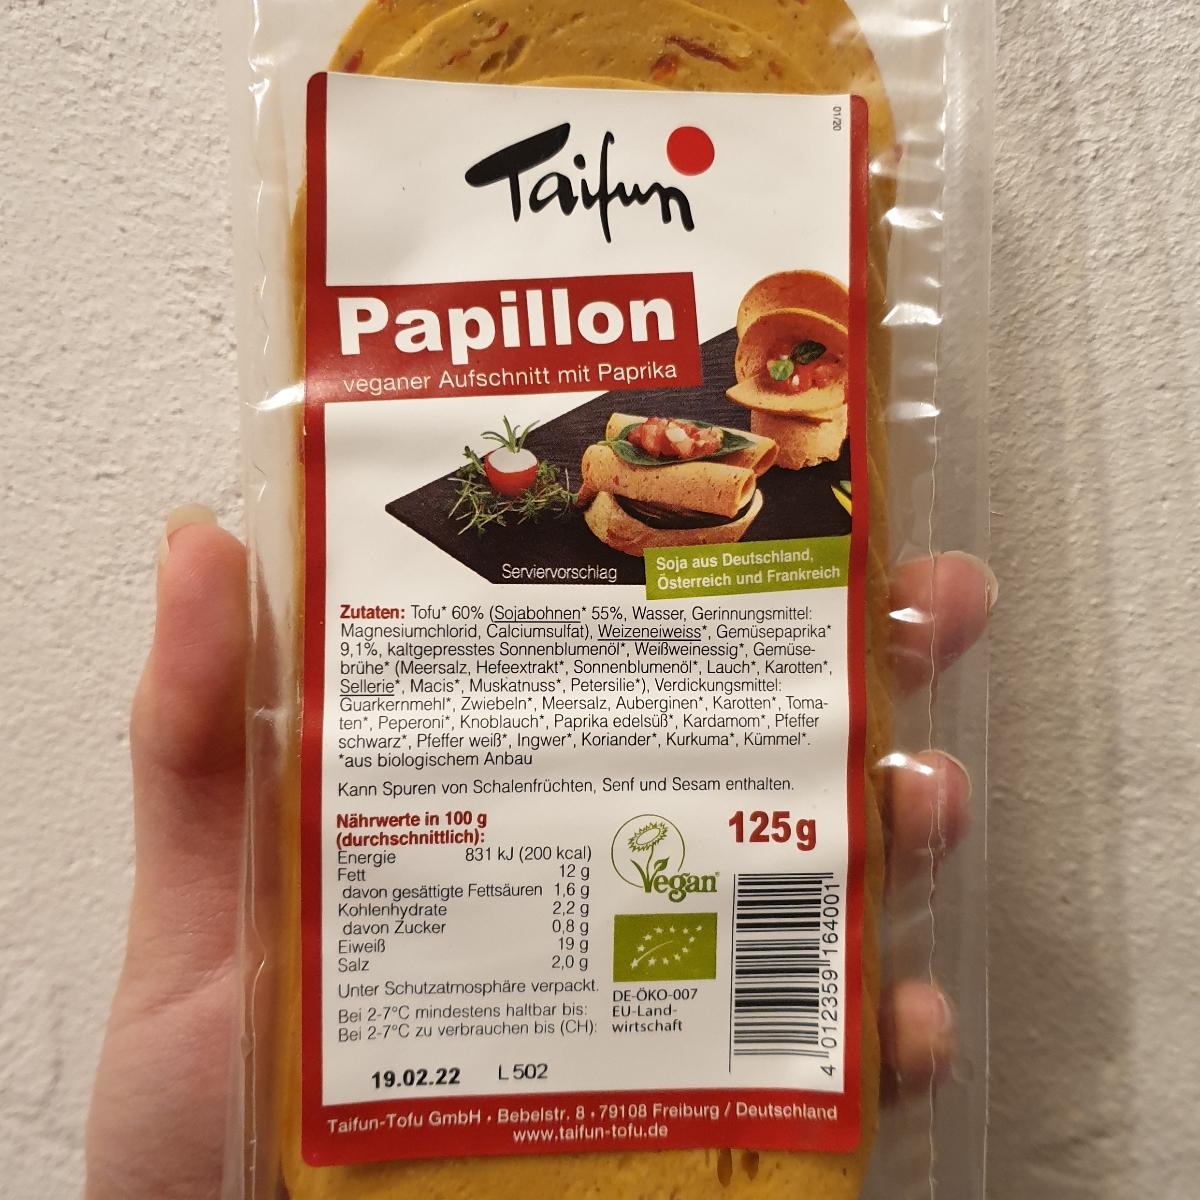 01/20
Taifun
Papillon
veganer Aufschnitt mit Paprika
Serviervorschlag
Soja aus Deutschland,
Österreich und Frankreich
Zutaten: Tofu* 60% (Sojabohnen* 55%, Wasser, Gerinnungsmittel:
Magnesiumchlorid, Calciumsulfat), Weizeneiweiss*, Gemüsepaprika*
9,1%, kaltgepresstes Sonnenblumenöl*, Weißweinessig*, Gemüse-
brühe* (Meersalz, Hefeextrakt*, Sonnenblumenöl*, Lauch*, Karotten*,
Sellerie*, Macis*, Muskatnuss*, Petersilie*), Verdickungsmittel:
Guarkernmehl*, Zwiebeln*, Meersalz, Auberginen*, Karotten*, Toma-
ten*, Peperoni*, Knoblauch*, Paprika edelsüß*, Kardamom*, Pfeffer
schwarz*, Pfeffer weiß*, Ingwer*, Koriander*, Kurkuma*, Kümmel*.
*aus biologischem Anbau
Kann Spuren von Schalenfrüchten, Senf und Sesam enthalten.
Nährwerte in 100 g
(durchschnittlich):
Energie 831 kJ (200 kcal)
Fett 12 g
davon gesättigte Fettsäuren 1,6 g
Kohlenhydrate 2,2 g
davon Zucker 0,8 g
Eiweiß 19 g
Salz 2,0 g
Unter Schutzatmosphäre verpackt.
Bei 2-7°C mindestens haltbar bis:
Bei 2-7°C zu verbrauchen bis (CH):
19.02.22 L 502
Vegan
DE-ÖKO-007
EU-Land-
wirtschaft
125g
4 012359 164001
Taifun-Tofu GmbH • Bebelstr. 8 • 79108 Freiburg / Deutschland
www.taifun-tofu.de